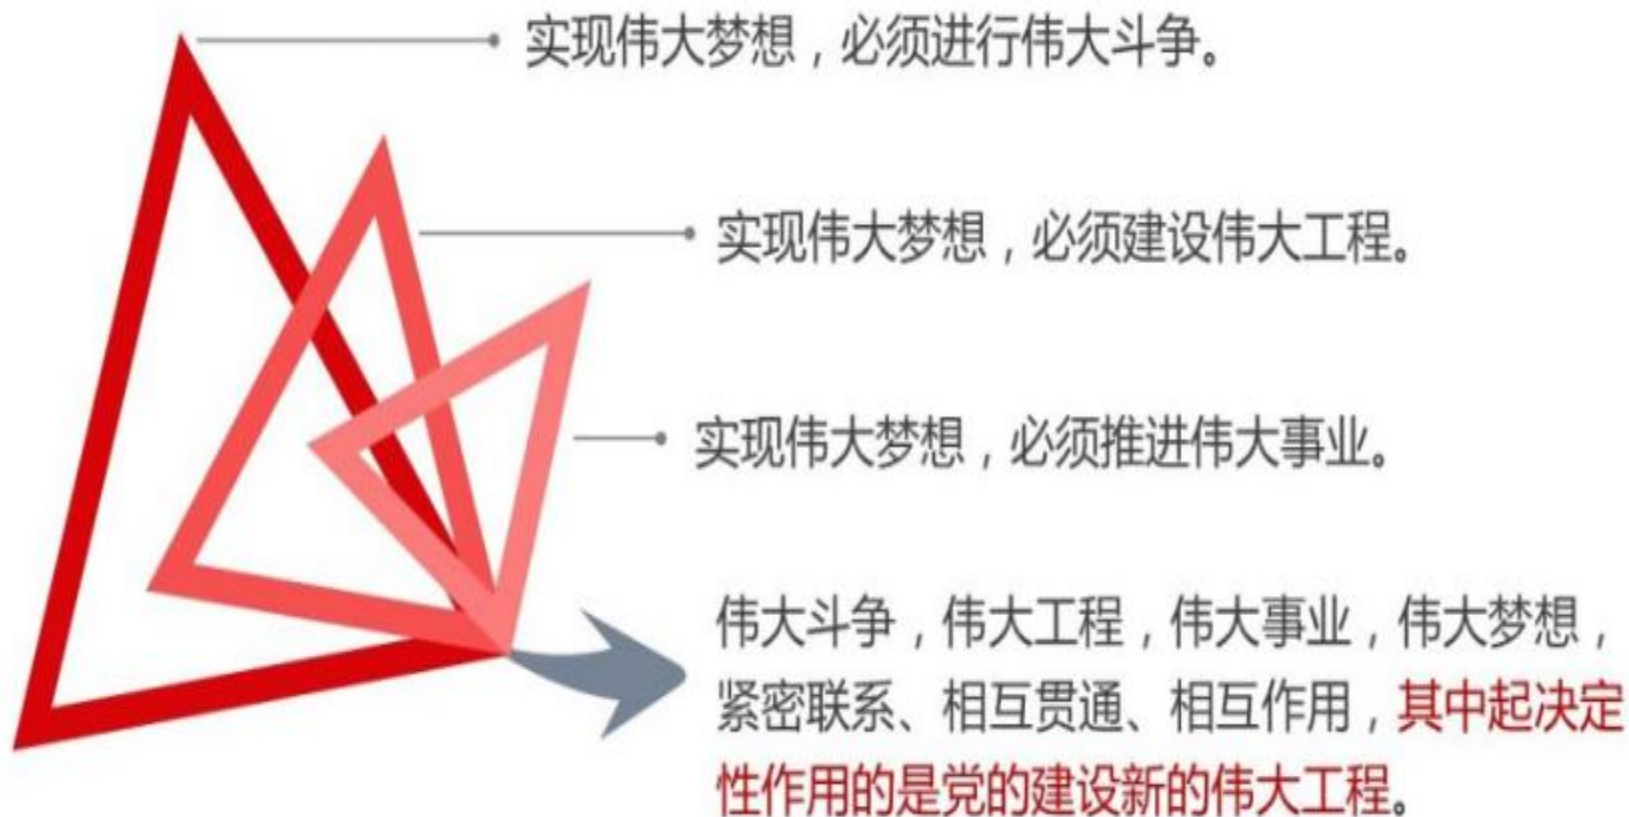 实现伟大梦想，必须进行伟大斗争。
实现伟大梦想，必须建设伟大工程。
实现伟大梦想，必须推进伟大事业。
伟大斗争，伟大工程，伟大事业，伟大梦想，
紧密联系、相互贯通、相互作用，其中起决定
性作用的是党的建设新的伟大工程。